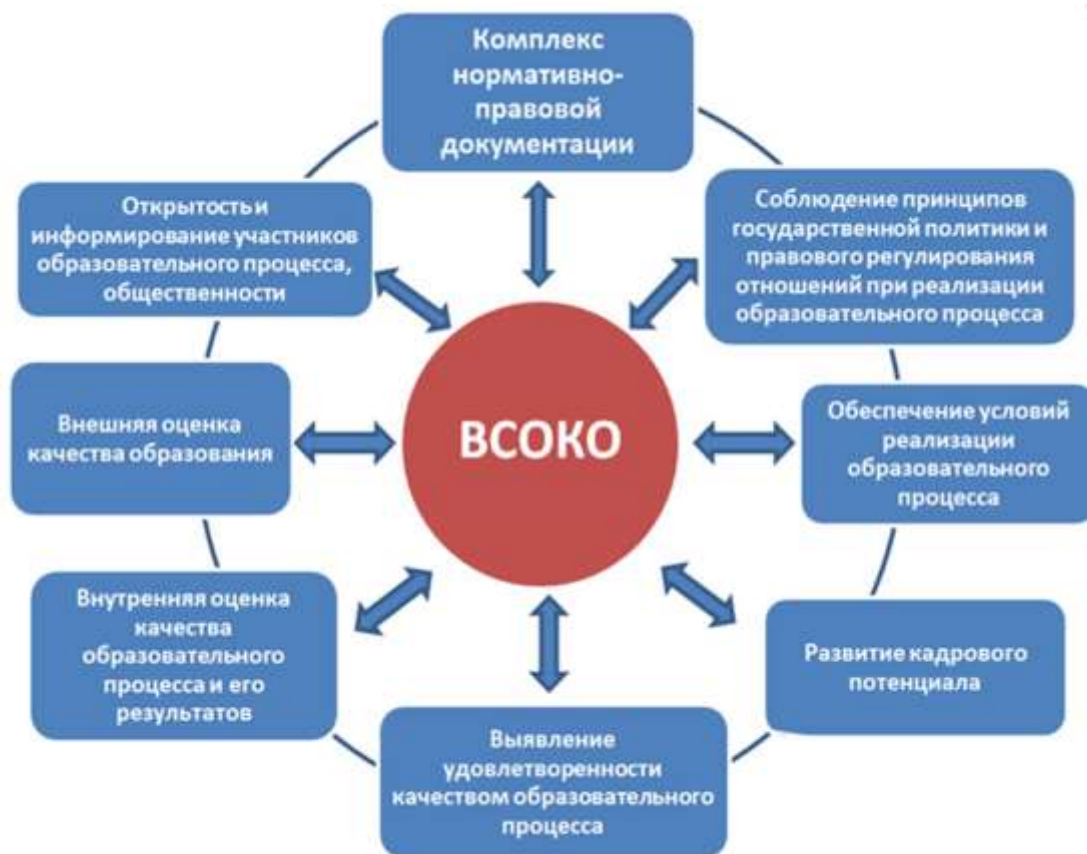 Комплекс
нормативно-
правовой
документации
Открытость и
информирование участников
образовательного процесса,
общественности
Соблюдение принципов
государственной политики и
правового регулирования
отношений при реализации
образовательного процесса
Внешняя оценка
качества образования
ВСОКО
Обеспечение условий
реализации
образовательного
процесса
Внутренняя оценка
качества
образовательного
процесса и его
результатов
Развитие кадрового
потенциала
Выявление
удовлетворенности
качеством образовательного
процесса